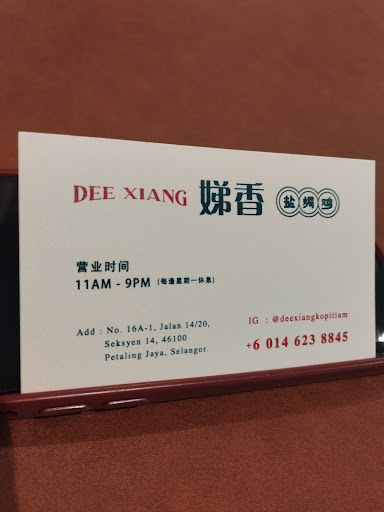 DEE XIANG 娣香 盐焗鸡
营业时间
11AM - 9PM (每逢星期一休息)
Add : No. 16A-1, Jalan 14/20,
Seksyen 14, 46100
Petaling Jaya, Selangor.
IG : @deexiangkopitiam
+6 014 623 8845